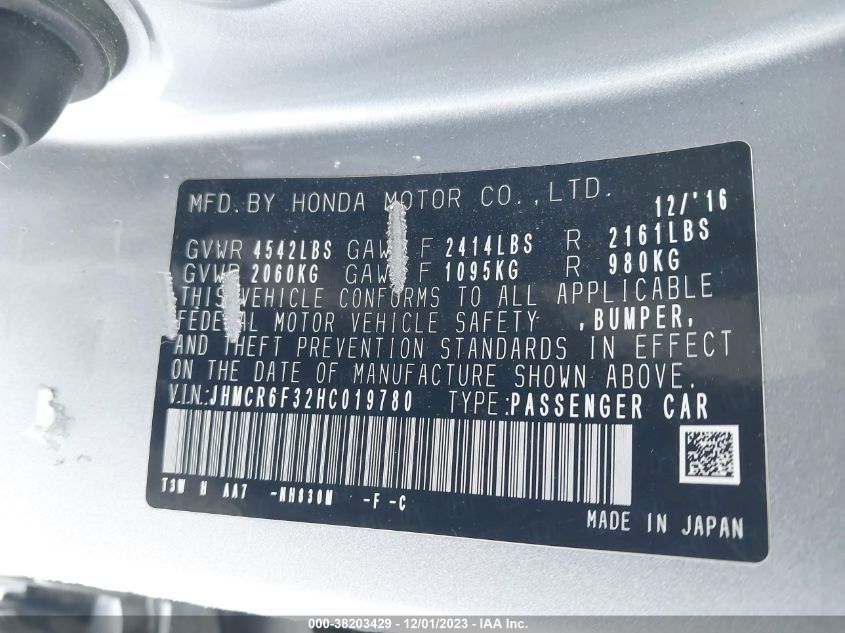 MFD. BY HONDA MOTOR CO., LTD. 12/'16
GVWR 4542LBS GAWR F 2414LBS R 2161LBS
GVWR 2060KG GAWR F 1095KG R 980KG
THIS VEHICLE CONFORMS TO ALL APPLICABLE
FEDERAL MOTOR VEHICLE SAFETY , BUMPER,
AND THEFT PREVENTION STANDARDS IN EFFECT
ON THE DATE OF MANUFACTURE SHOWN ABOVE.
V.I.N.:JHMCR6F32HC019780 TYPE:PASSENGER CAR
T3W N AA7 -NH830M -F -C
MADE IN JAPAN
000-38203429 - 12/01/2023 - IAA Inc.